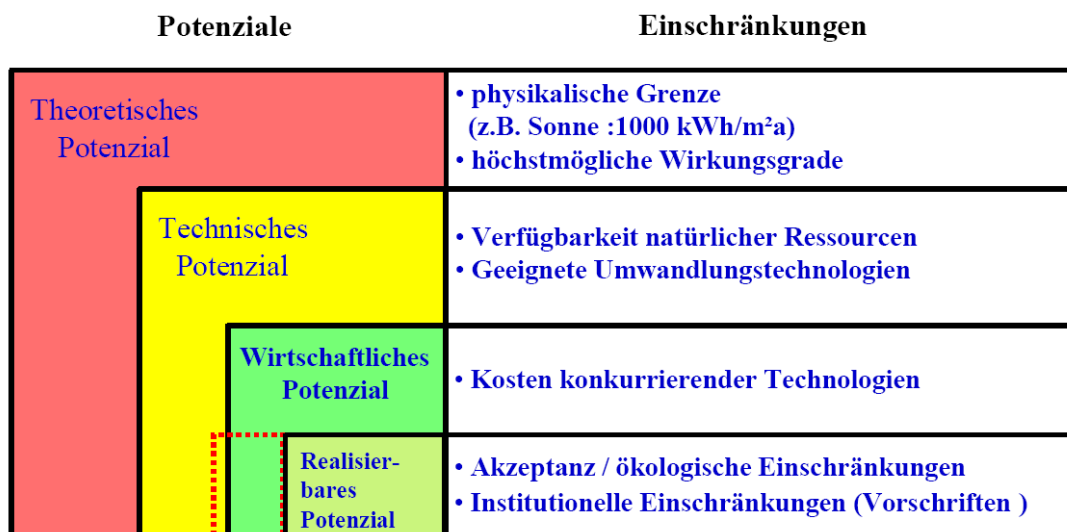 Potenziale
Einschränkungen
Theoretisches
Potenzial
• physikalische Grenze
(z.B. Sonne :1000 kWh/m²a)
• höchstmögliche Wirkungsgrade
Technisches
Potenzial
• Verfügbarkeit natürlicher Ressourcen
• Geeignete Umwandlungstechnologien
Wirtschaftliches
Potenzial
• Kosten konkurrierender Technologien
Realisier-
bares
Potenzial
• Akzeptanz / ökologische Einschränkungen
• Institutionelle Einschränkungen (Vorschriften )